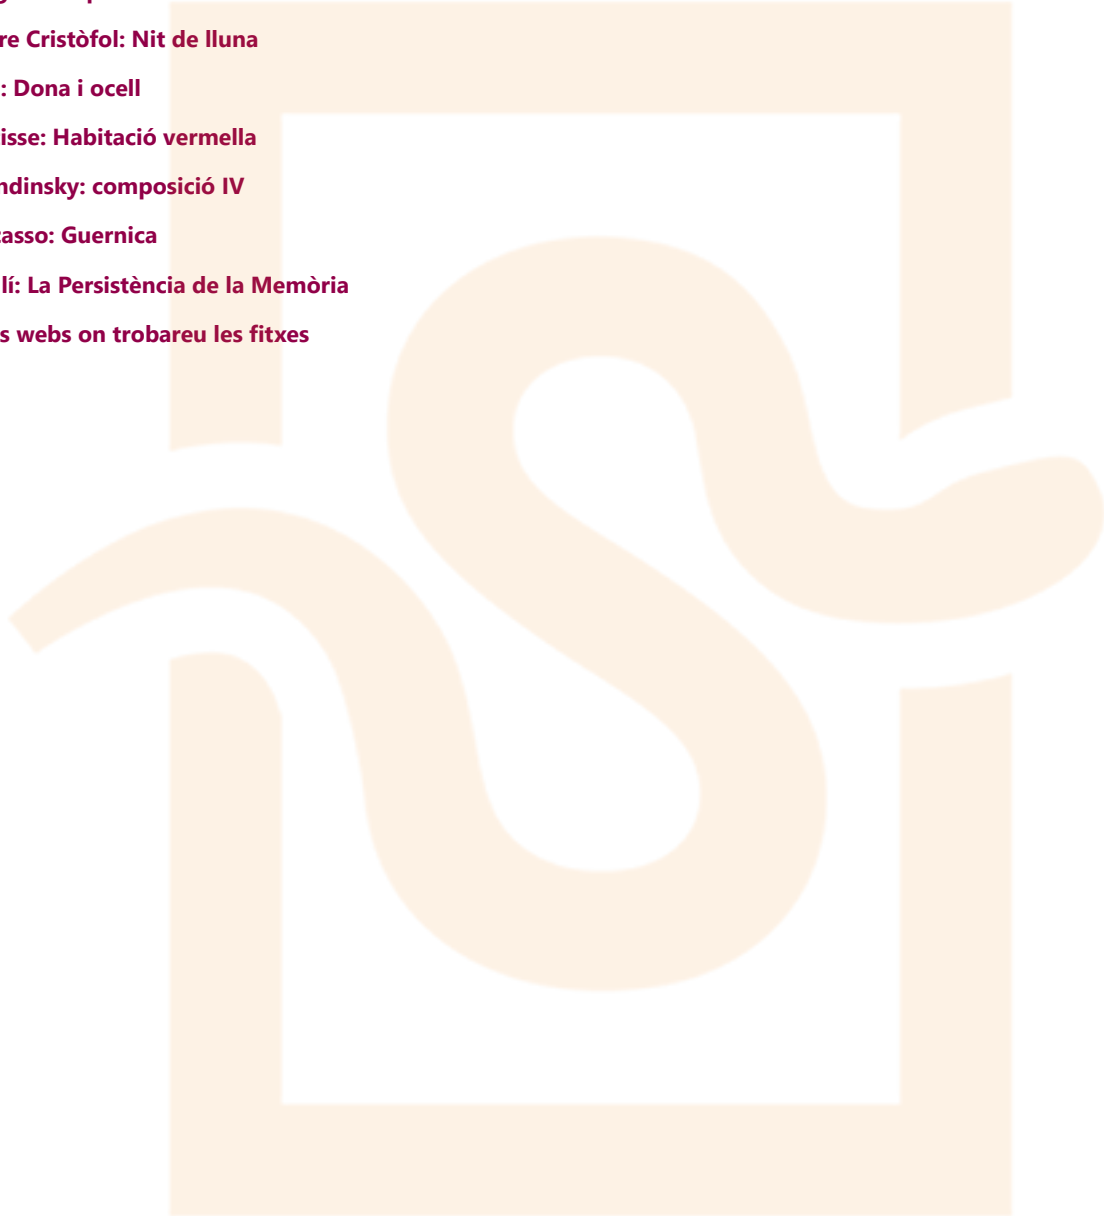 re Cristòfol: Nit de lluna
: Dona i ocell
isse: Habitació vermella
ndinsky: composició IV
casso: Guernica
lí: La Persistència de la Memòria
s webs on trobareu les fitxes